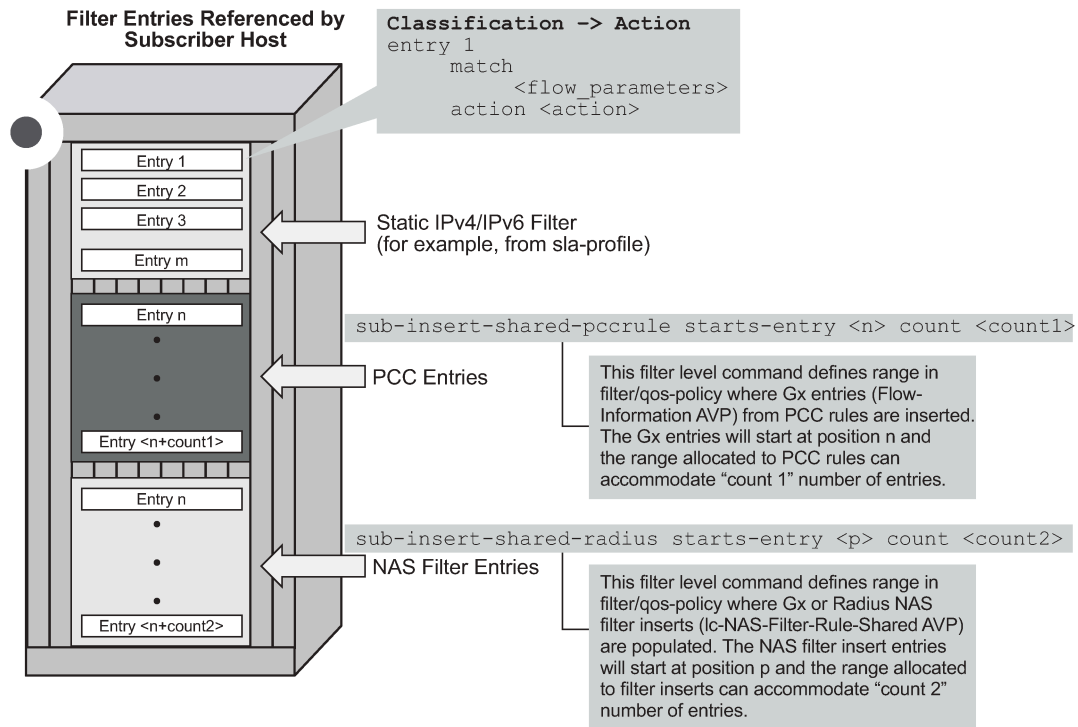 Filter Entries Referenced by
Subscriber Host
Classification –> Action
entry 1
match
<flow_parameters>
action <action>
Entry 1
Entry 2
Entry 3
Entry m
Static IPv4/IPv6 Filter
(for example, from sla-profile)
Entry n
sub-insert-shared-pccrule starts-entry <n> count <count1>
PCC Entries
This filter level command defines range in
filter/qos-policy where Gx entries (Flow-
Information AVP) from PCC rules are inserted.
The Gx entries will start at position n and
the range allocated to PCC rules can
accommodate “count 1” number of entries.
Entry <n+count1>
Entry n
sub-insert-shared-radius starts-entry <p> count <count2>
NAS Filter Entries
This filter level command defines range in
filter/qos-policy where Gx or Radius NAS
filter inserts (lc-NAS-Filter-Rule-Shared AVP)
are populated. The NAS filter insert entries
will start at position p and the range allocated
to filter inserts can accommodate “count 2”
number of entries.
Entry <n+count2>